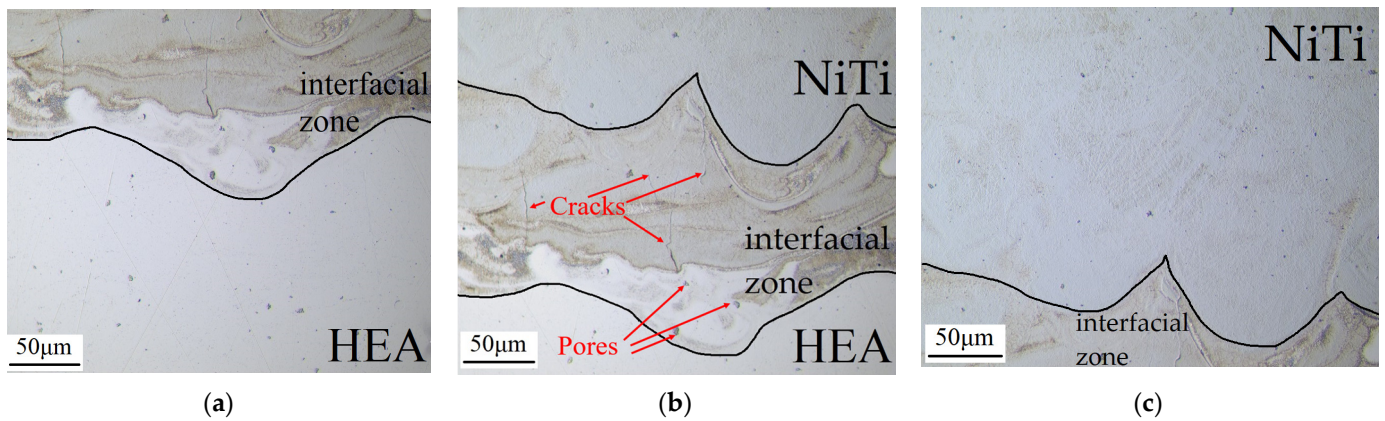 interfacial
zone
HEA
50μm
(a)
NiTi
Cracks
interfacial
zone
Pores
HEA
50μm
(b)
NiTi
interfacial
zone
50μm
(c)